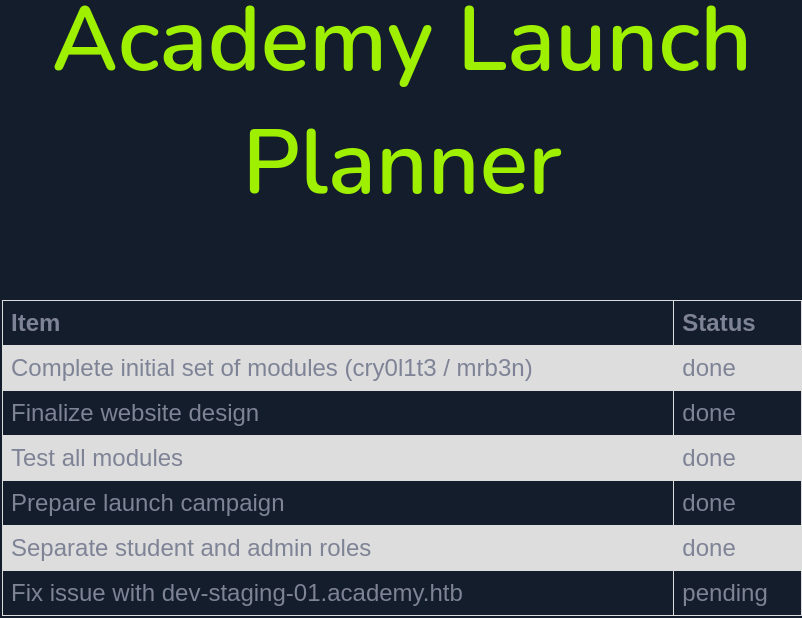 Academy Launch
Planner
Item Status
Complete initial set of modules (cry0l1t3 / mrb3n) done
Finalize website design done
Test all modules done
Prepare launch campaign done
Separate student and admin roles done
Fix issue with dev-staging-01.academy.htb pending